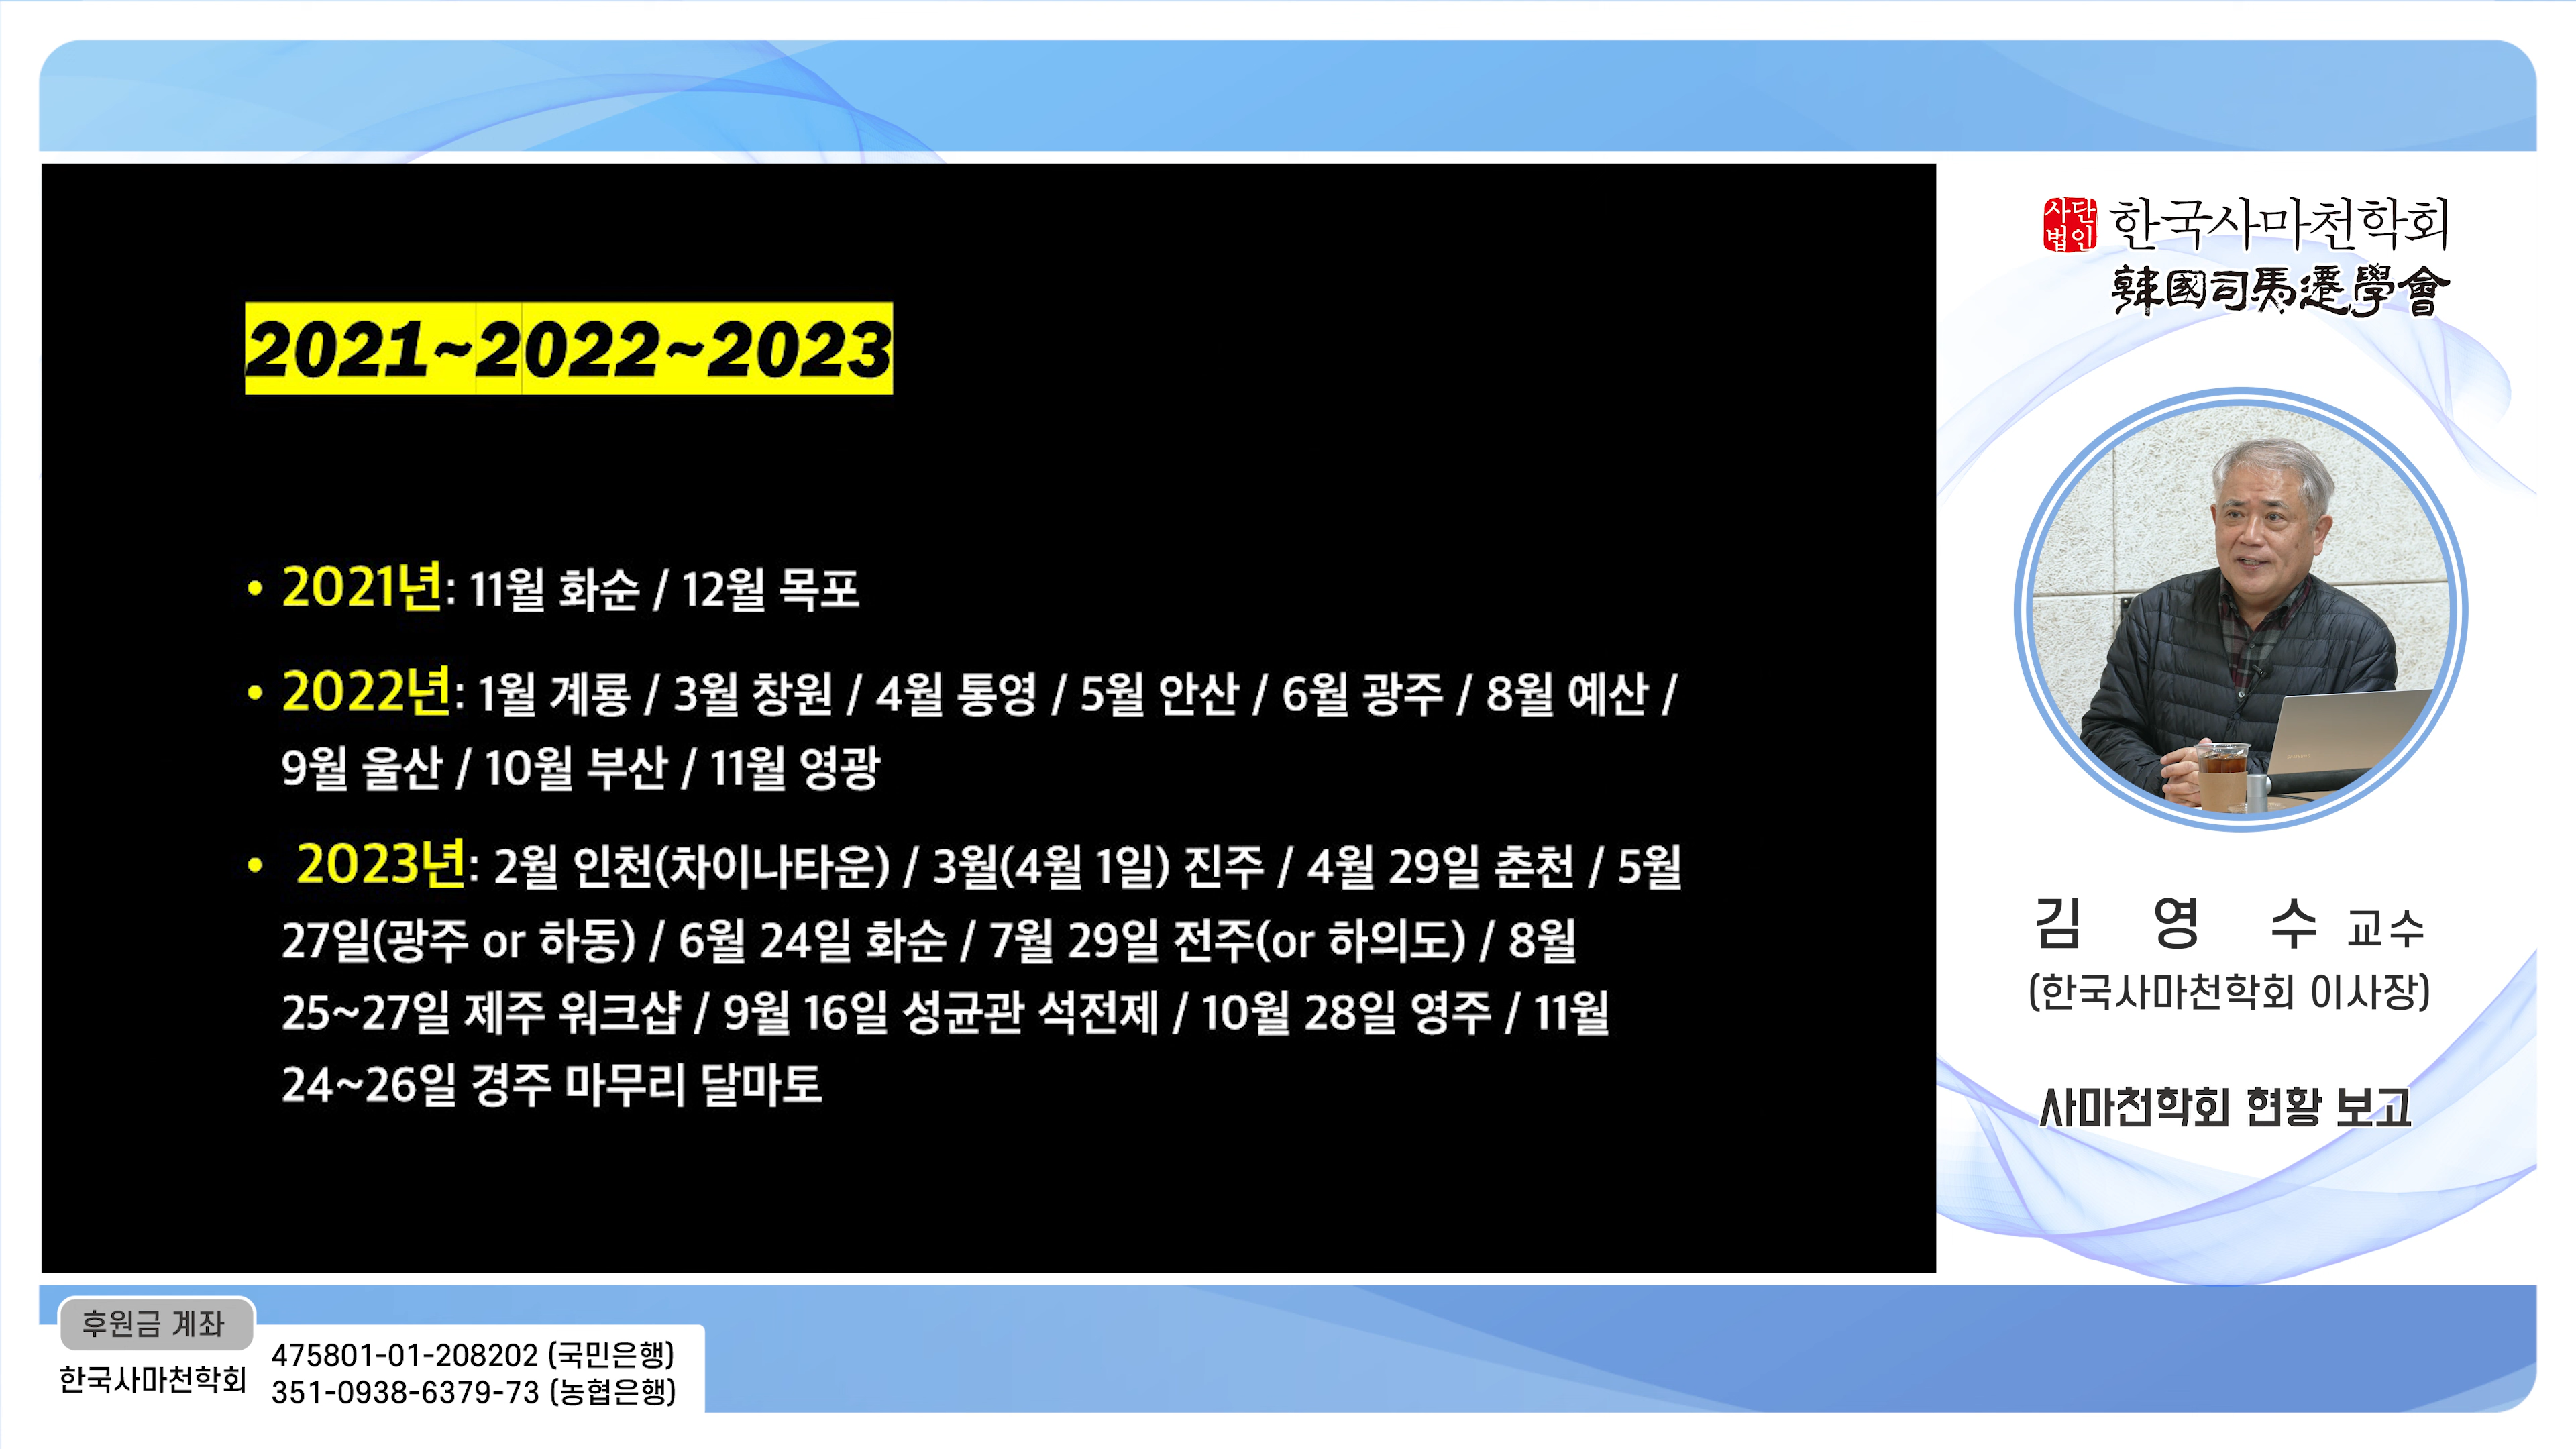 2021~2022~2023
• 2021년: 11월 화순 / 12월 목포
• 2022년: 1월 계룡 / 3월 창원 / 4월 통영 / 5월 안산 / 6월 광주 / 8월 예산 /
9월 울산 / 10월 부산 / 11월 영광
• 2023년: 2월 인천(차이나타운) / 3월(4월 1일) 진주 / 4월 29일 춘천 / 5월
27일(광주 or 하동) / 6월 24일 화순 / 7월 29일 전주(or 하의도) / 8월
25~27일 제주 워크샵 / 9월 16일 성균관 석전제 / 10월 28일 영주 / 11월
24~26일 경주 마무리 달마토
사단법인 한국사마천학회
韓國司馬遷學會
김 영 수 교수
(한국사마천학회 이사장)
사마천학회 현황 보고
후원금 계좌
한국사마천학회
475801-01-208202 (국민은행)
351-0938-6379-73 (농협은행)